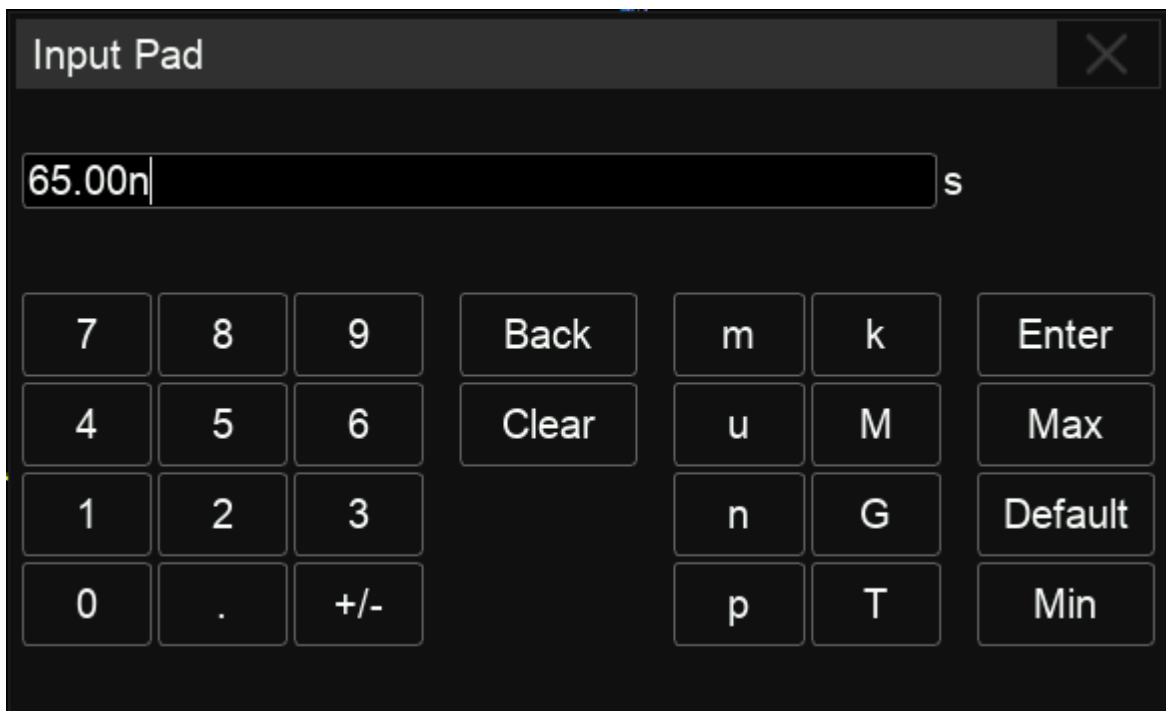 Input Pad
65.00n s
7 8 9 Back m k Enter
4 5 6 Clear u M Max
1 2 3 n G Default
0 . +/- p T Min